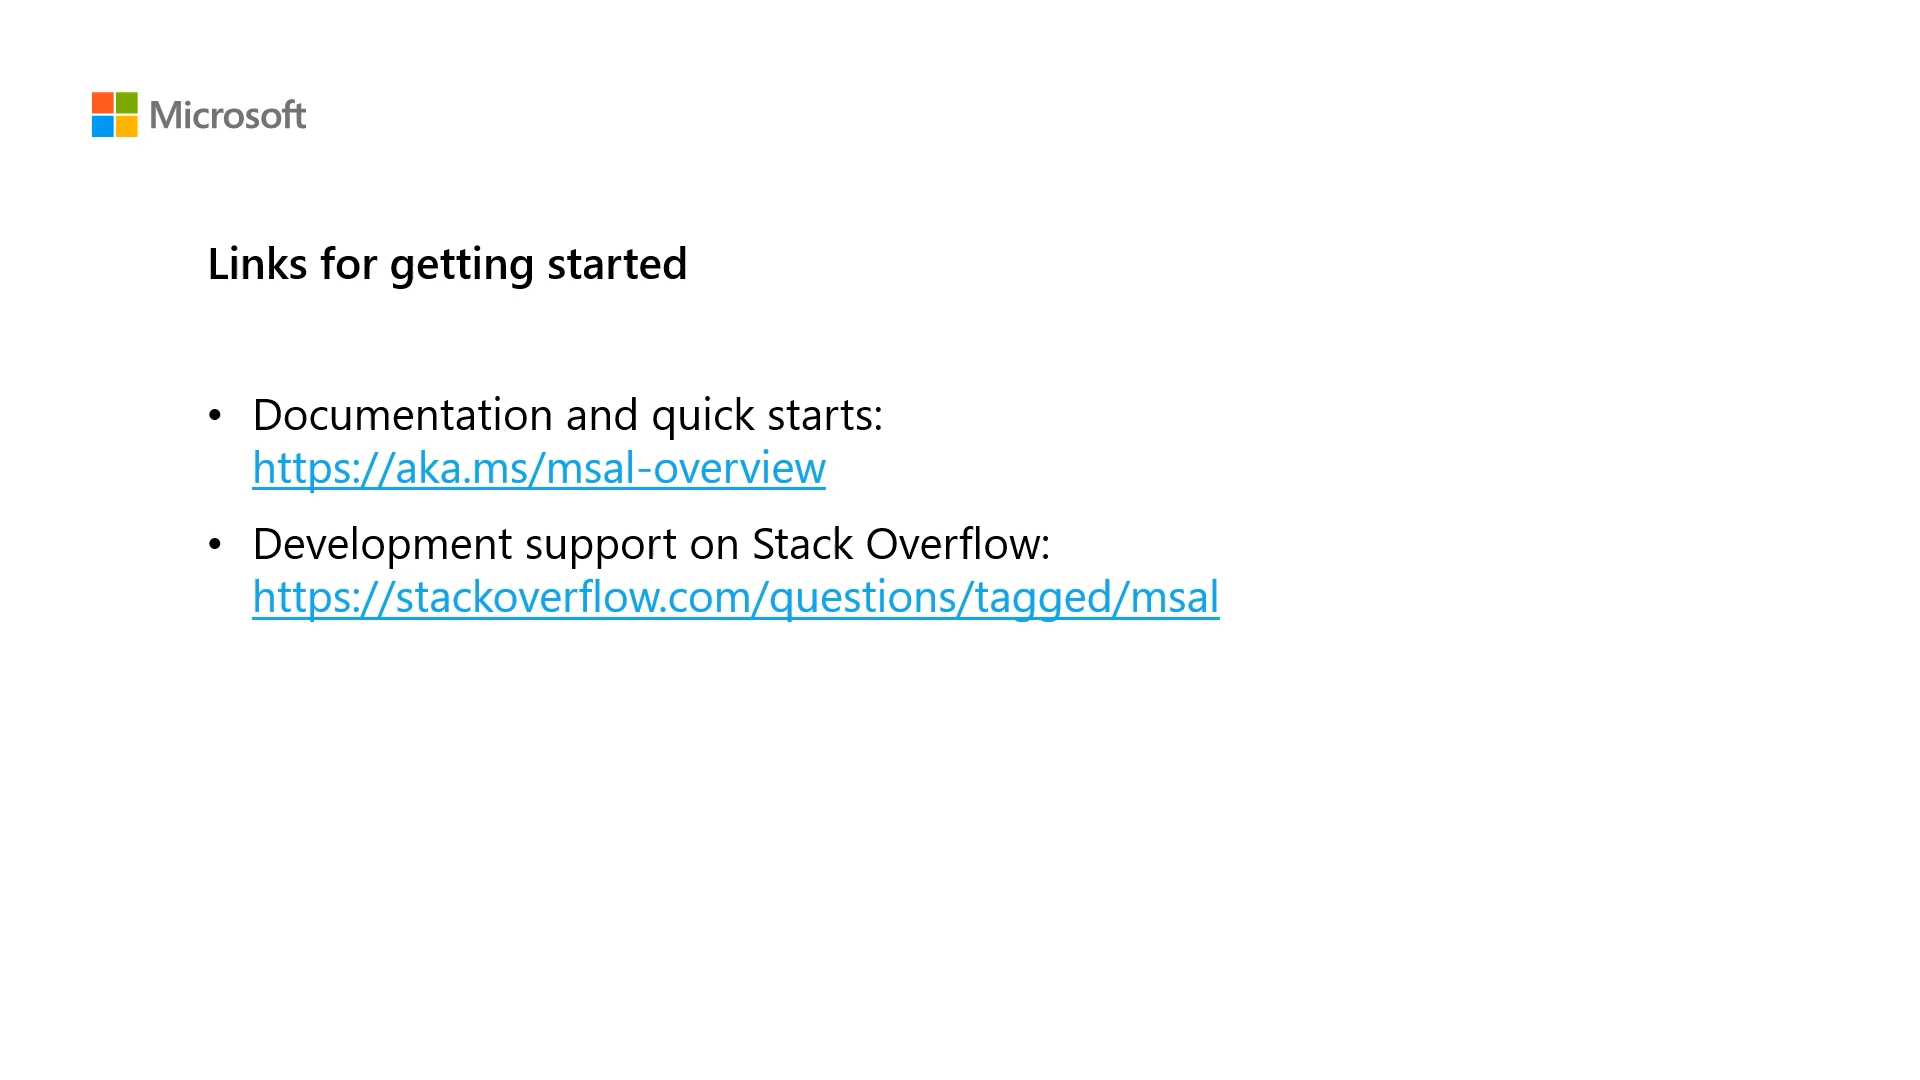 Microsoft
Links for getting started
• Documentation and quick starts:
https://aka.ms/msal-overview
• Development support on Stack Overflow:
https://stackoverflow.com/questions/tagged/msal